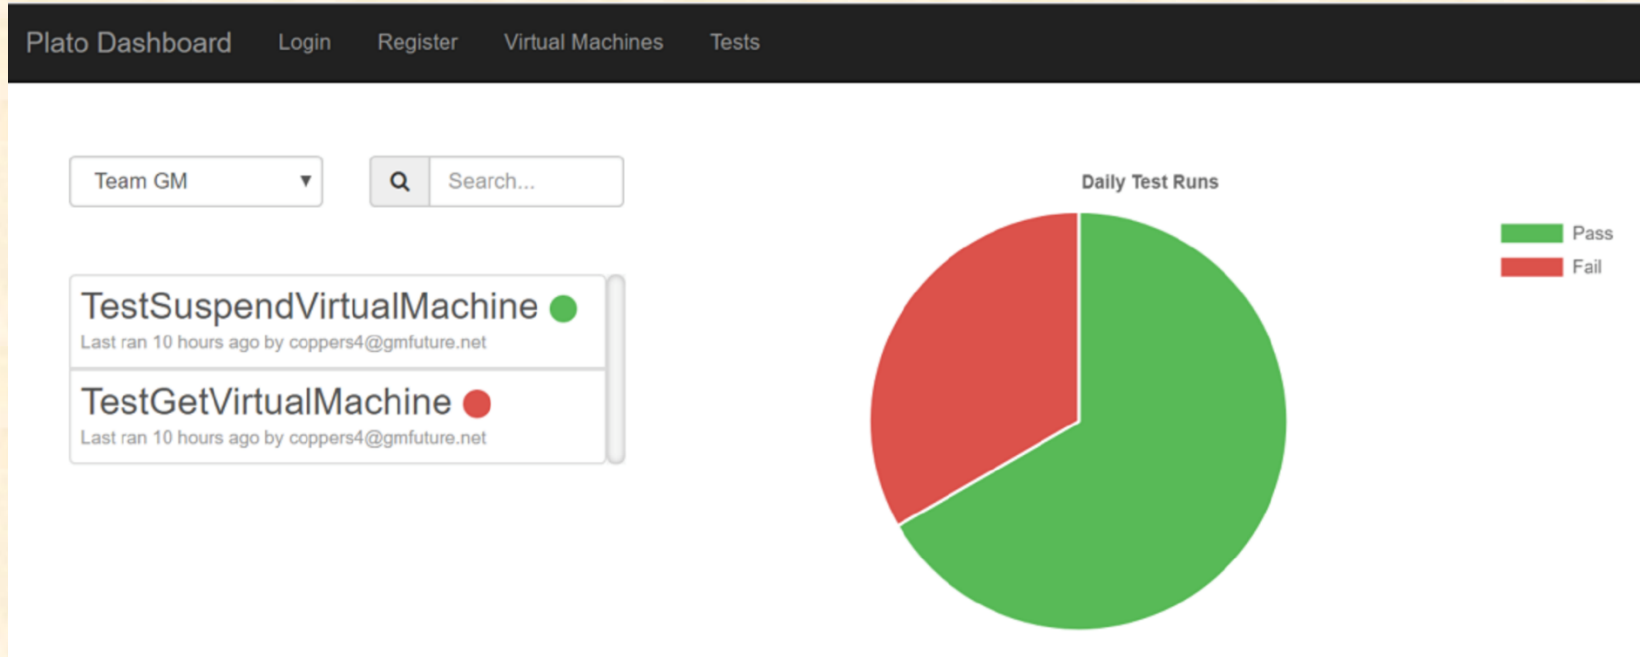 Plato Dashboard Login Register Virtual Machines Tests
Team GM Search...
TestSuspendVirtualMachine
Last ran 10 hours ago by coppers4@gmfuture.net
TestGetVirtualMachine
Last ran 10 hours ago by coppers4@gmfuture.net
Daily Test Runs
Pass
Fail